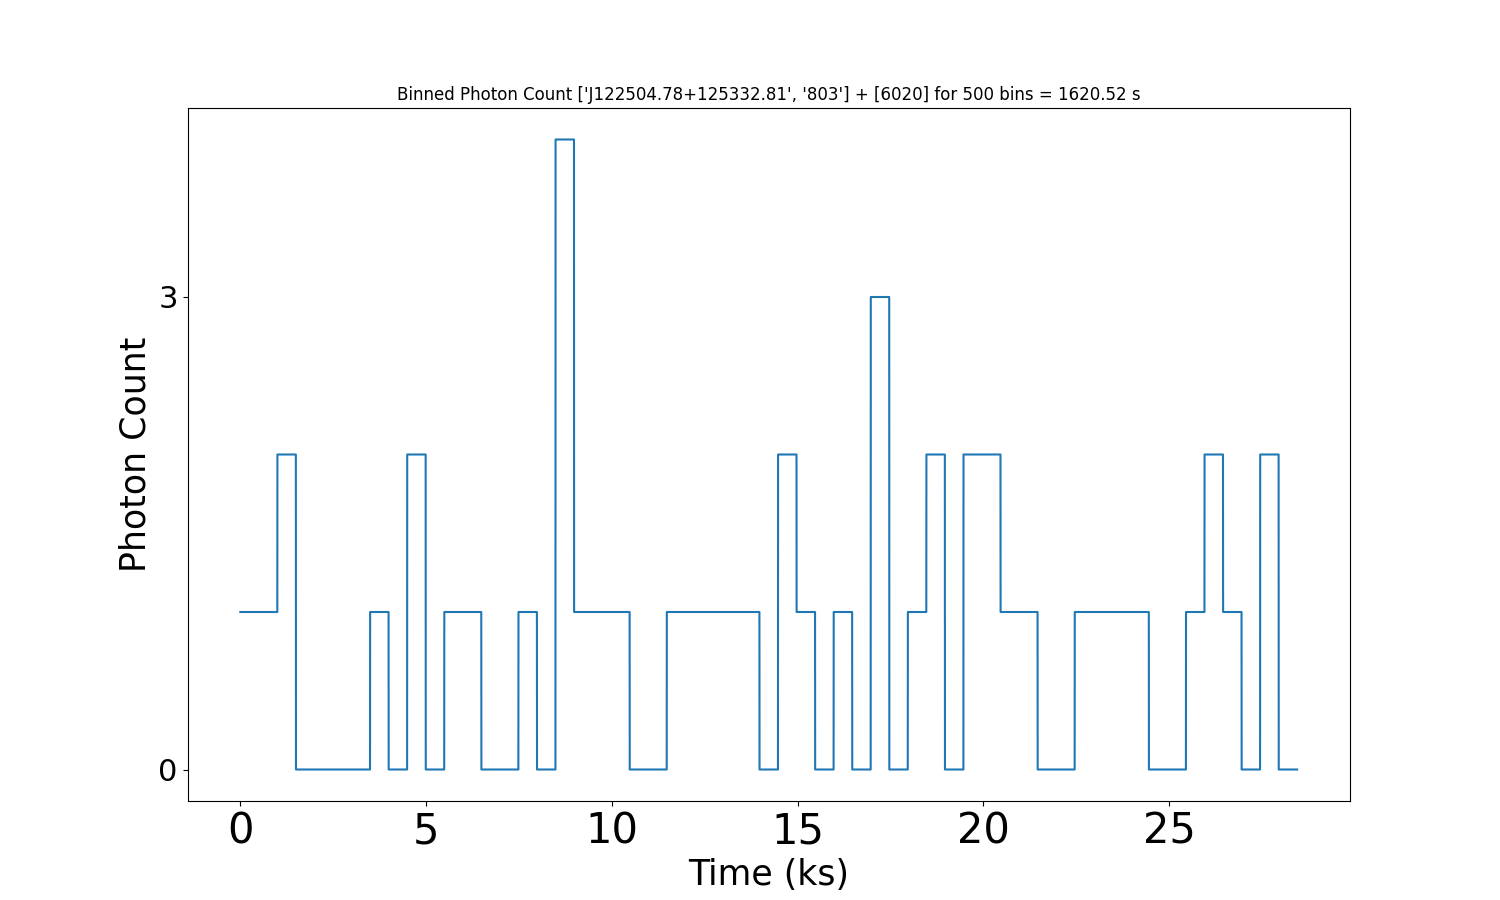 Binned Photon Count ['J122504.78+125332.81', '803'] + [6020] for 500 bins = 1620.52 s
3
Photon Count
0
0 5 10 15 20 25
Time (ks)